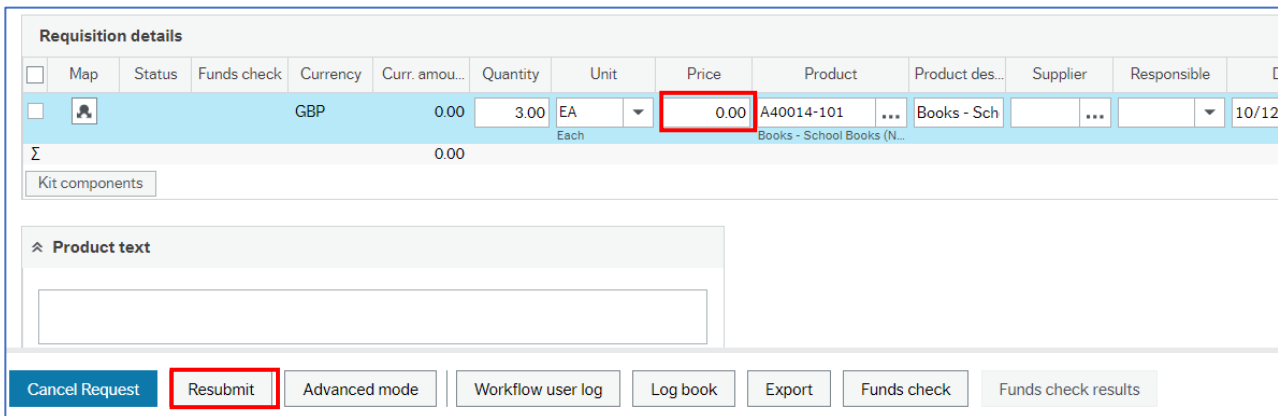 Requisition details
Map Status Funds check Currency Curr. amou... Quantity Unit Price Product Product des... Supplier Responsible D
GBP 0.00 3.00 EA 0.00 A40014-101 ... Books - Sch ... 10/12
Each Books - School Books (N...
Σ 0.00
Kit components
Product text
Cancel Request Resubmit Advanced mode Workflow user log Log book Export Funds check Funds check results